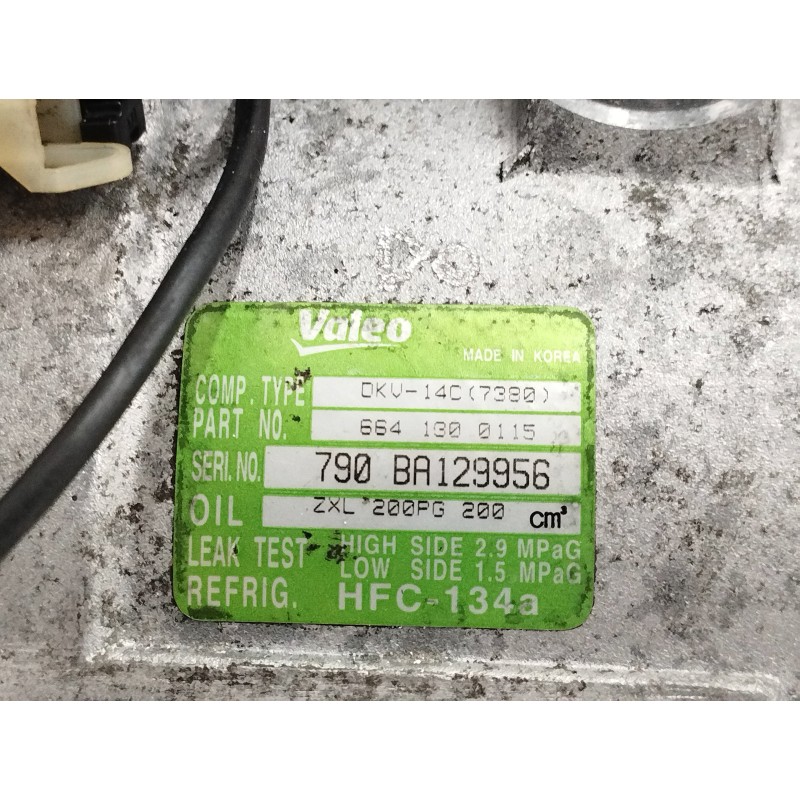 Valeo
MADE IN KOREA
COMP. TYPE DKV-14C(7380)
PART NO. 664 130 0115
SERI. NO. 790 BA129956
OIL ZXL 200PG 200 cm³
LEAK TEST HIGH SIDE 2.9 MPaG
LOW SIDE 1.5 MPaG
REFRIG. HFC-134a